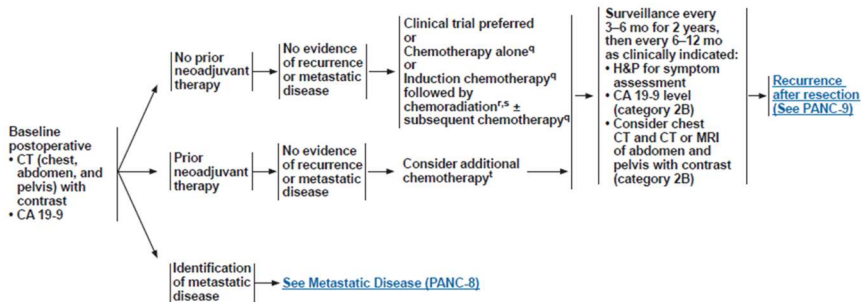 Baseline
postoperative
• CT (chest,
abdomen, and
pelvis) with
contrast
• CA 19-9
No prior
neoadjuvant
therapy
No evidence
of recurrence
or metastatic
disease
Clinical trial preferred
or
Chemotherapy alone^q
or
Induction chemotherapy^q
followed by
chemoradiation^r,s ±
subsequent chemotherapy^q
Prior
neoadjuvant
therapy
No evidence
of recurrence
or metastatic
disease
Consider additional
chemotherapy^t
Surveillance every
3–6 mo for 2 years,
then every 6–12 mo
as clinically indicated:
• H&P for symptom
assessment
• CA 19-9 level
(category 2B)
• Consider chest
CT and CT or MRI
of abdomen and
pelvis with contrast
(category 2B)
Recurrence
after resection
(See PANC-9)
Identification
of metastatic
disease
See Metastatic Disease (PANC-8)